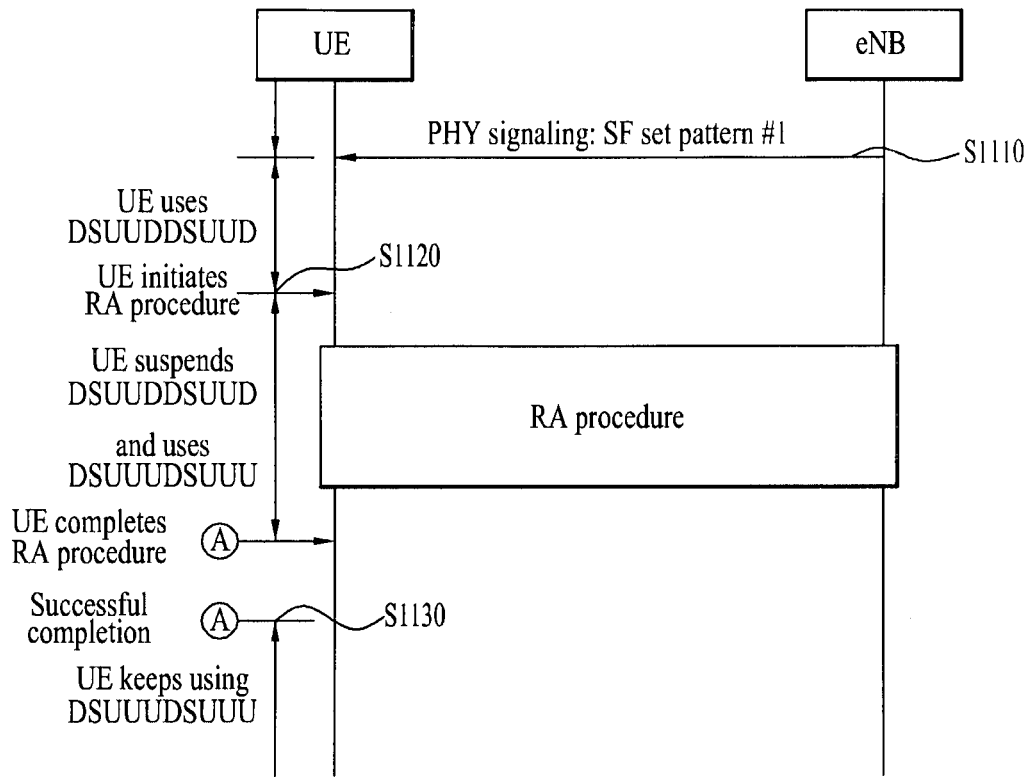 UE
eNB
PHY signaling: SF set pattern #1
S1110
UE uses
DSUUDDSUUD
S1120
UE initiates
RA procedure
UE suspends
DSUUDDSUUD
RA procedure
and uses
DSUUUDSUUU
UE completes
RA procedure
A
Successful
completion
A
S1130
UE keeps using
DSUUUDSUUU